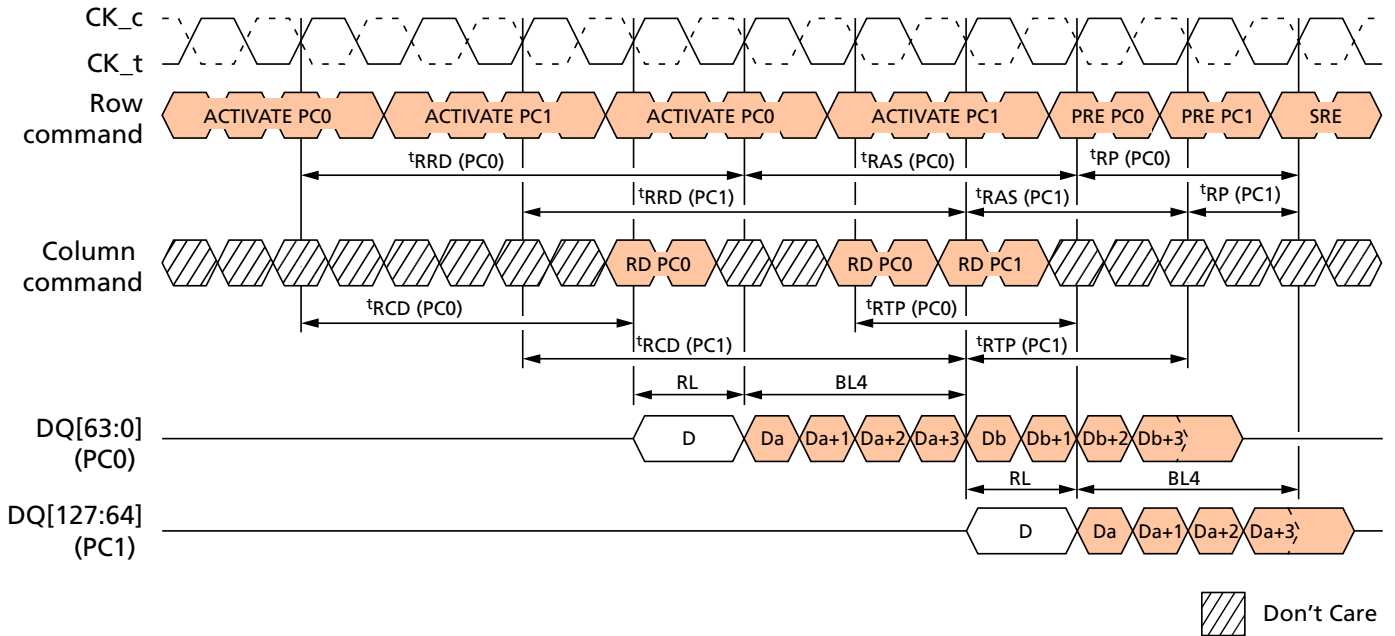 CK_c
CK_t
Row command
ACTIVATE PC0 ACTIVATE PC1 ACTIVATE PC0 ACTIVATE PC1 PRE PC0 PRE PC1 SRE
tRRD (PC0) tRAS (PC0) tRP (PC0)
tRRD (PC1) tRAS (PC1) tRP (PC1)
Column command
RD PC0 RD PC0 RD PC1
tRCD (PC0) tRTP (PC0)
tRCD (PC1) tRTP (PC1)
RL BL4
DQ[63:0] (PC0)
D Da Da+1 Da+2 Da+3 Db Db+1 Db+2 Db+3
RL BL4
DQ[127:64] (PC1)
D Da Da+1 Da+2 Da+3
Don't Care